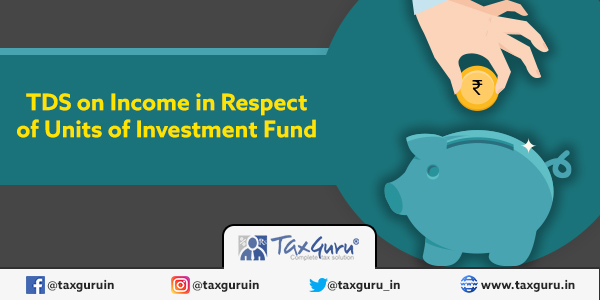 TDS on Income in Respect
of Units of Investment Fund
₹
TaxGuru®
Complete tax solution
@taxguruin
@taxguruin
@taxguru_in
www.taxguru.in